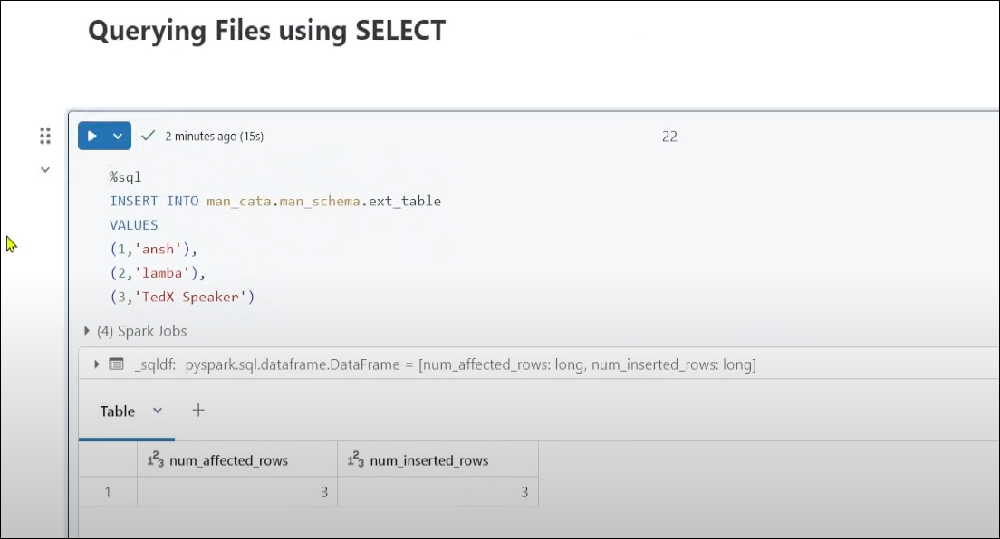 Querying Files using SELECT
2 minutes ago (15s)
22
%sql
INSERT INTO man_cata.man_schema.ext_table
VALUES
(1,'ansh'),
(2,'lamba'),
(3,'TedX Speaker')
(4) Spark Jobs
_sqldf: pyspark.sql.dataframe.DataFrame = [num_affected_rows: long, num_inserted_rows: long]
Table +
123 num_affected_rows 123 num_inserted_rows
1 3 3